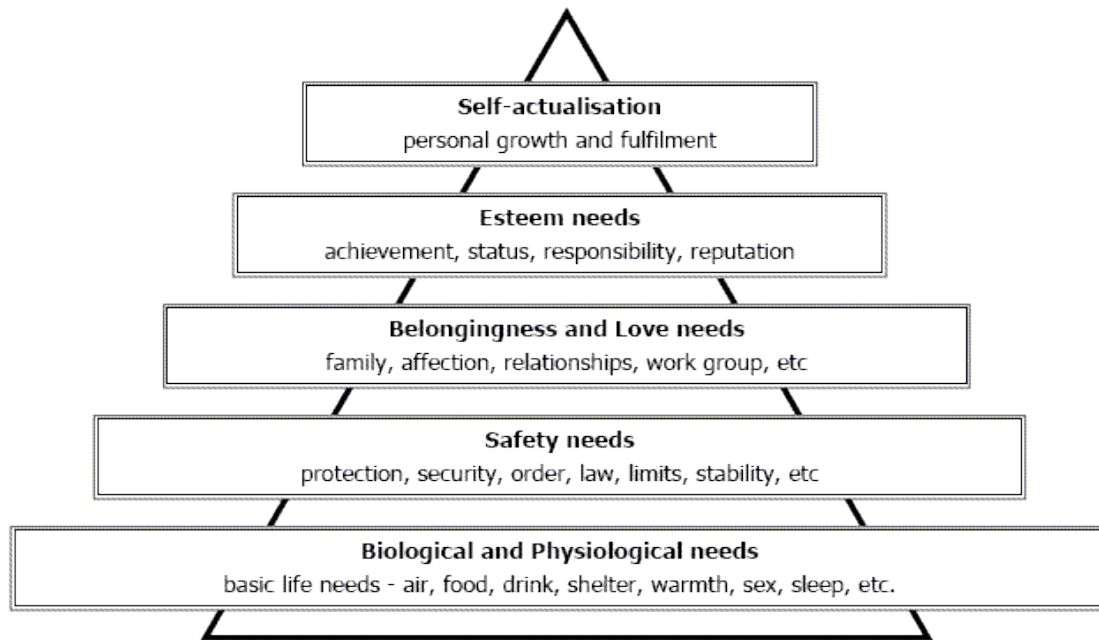 Self-actualisation
personal growth and fulfilment
Esteem needs
achievement, status, responsibility, reputation
Belongingness and Love needs
family, affection, relationships, work group, etc
Safety needs
protection, security, order, law, limits, stability, etc
Biological and Physiological needs
basic life needs - air, food, drink, shelter, warmth, sex, sleep, etc.